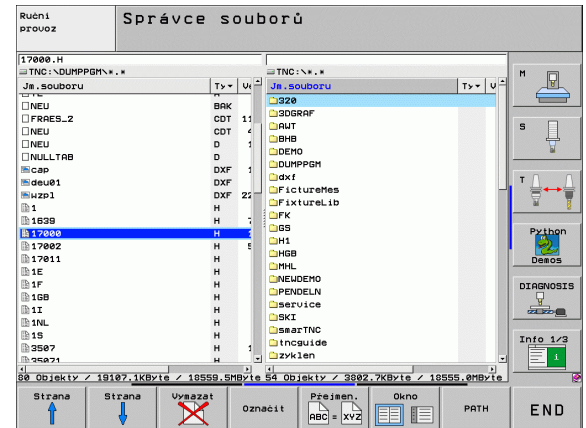 Ruční provoz
Správce souborů
17000.H
TNC:\DUMPPGM\*.*
Jm.souboru Ty
NEU BAK
FRAES_2 CDT 11
NEU CDT
NEU D
NULLTAB D
cap DXF
deu01 DXF
wzpl DXF 22
1 H
1639 H
17000 H
17002 H
17011 H
1E H
1F H
1GB H
1I H
1NL H
1S H
3507 H
35071 H
80 Objekty / 19107.1KByte / 18559.5MByte
TNC:\*.*
Jm.souboru Ty
320
3DGRAF
AWT
BHB
DEMO
DUMPPGM
dxf
FictureMes
FixtureLib
FK
GS
H1
HGB
MHL
NEWDEMO
PENDELN
service
SKI
smarTNC
tncguide
zyklen
54 Objekty / 3802.7KByte / 18555.0MByte
M
S
T
Python
Demos
DIAGNOSIS
Info 1/3
i
Strana
Strana
Vymazat
Označit
Přejmen.
ABC = XYZ
Okno
PATH
END